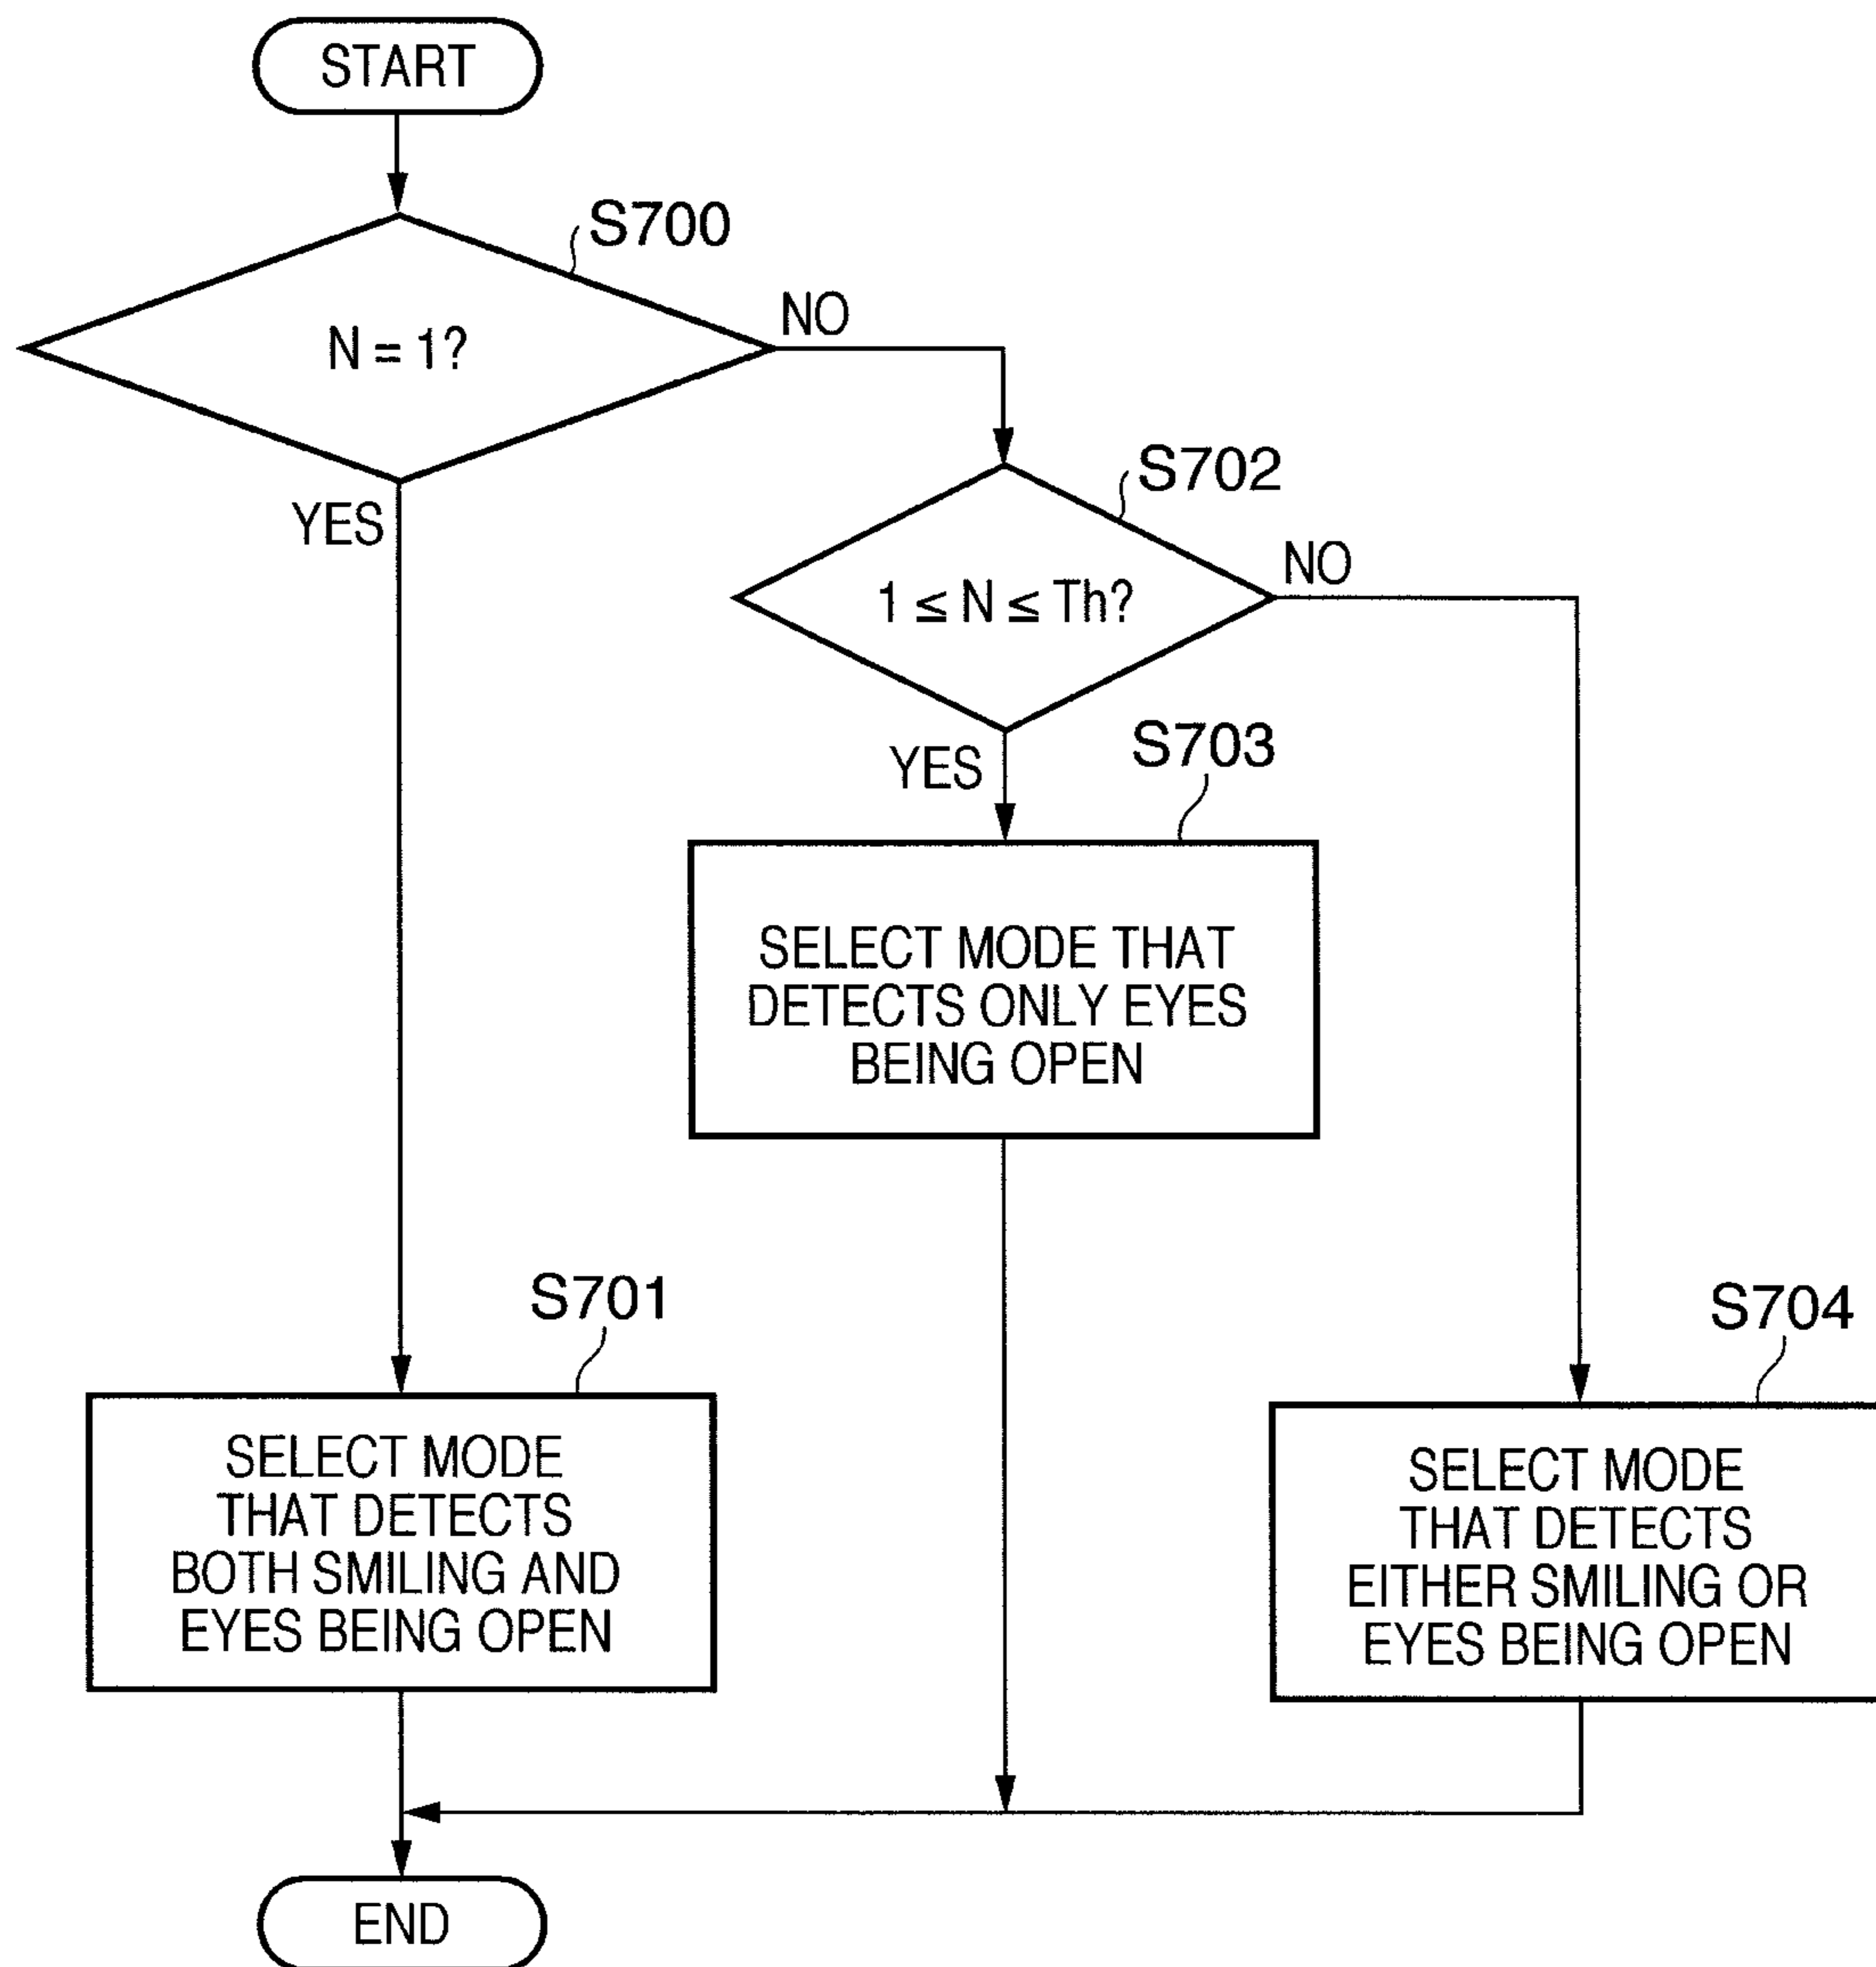 START
S700
N = 1?
NO
YES
S702
1 ≤ N ≤ Th?
NO
YES
S703
SELECT MODE THAT
DETECTS ONLY EYES
BEING OPEN
S701
SELECT MODE
THAT DETECTS
BOTH SMILING AND
EYES BEING OPEN
S704
SELECT MODE
THAT DETECTS
EITHER SMILING OR
EYES BEING OPEN
END